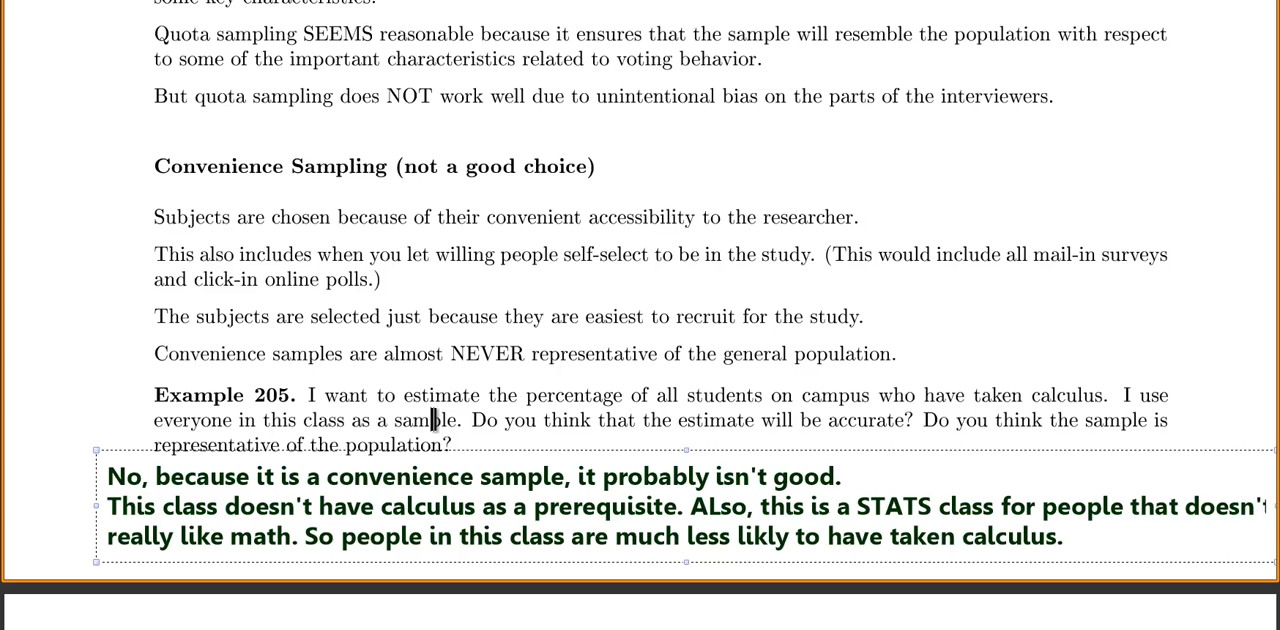 some key characteristics.
Quota sampling SEEMS reasonable because it ensures that the sample will resemble the population with respect
to some of the important characteristics related to voting behavior.
But quota sampling does NOT work well due to unintentional bias on the parts of the interviewers.
Convenience Sampling (not a good choice)
Subjects are chosen because of their convenient accessibility to the researcher.
This also includes when you let willing people self-select to be in the study. (This would include all mail-in surveys
and click-in online polls.)
The subjects are selected just because they are easiest to recruit for the study.
Convenience samples are almost NEVER representative of the general population.
Example 205. I want to estimate the percentage of all students on campus who have taken calculus. I use
everyone in this class as a sample. Do you think that the estimate will be accurate? Do you think the sample is
representative of the population?
No, because it is a convenience sample, it probably isn't good.
This class doesn't have calculus as a prerequisite. ALso, this is a STATS class for people that doesn't
really like math. So people in this class are much less likly to have taken calculus.